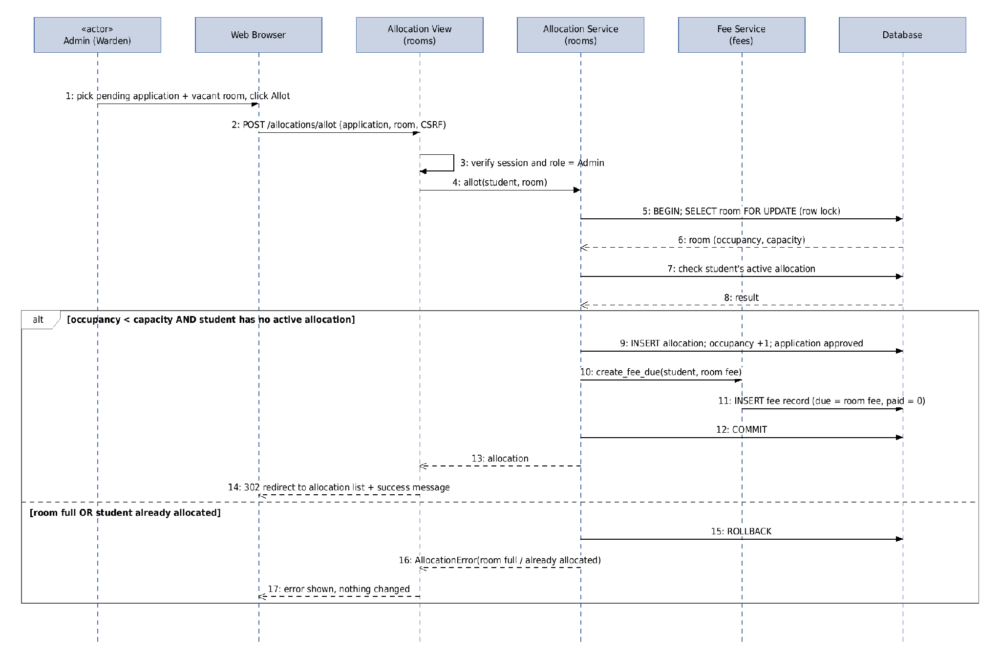 «actor»
Admin (Warden)
Web Browser
Allocation View
(rooms)
Allocation Service
(rooms)
Fee Service
(fees)
Database
1: pick pending application + vacant room, click Allot
2: POST /allocations/allot (application, room, CSRF)
3: verify session and role = Admin
4: allot(student, room)
5: BEGIN; SELECT room FOR UPDATE (row lock)
6: room (occupancy, capacity)
7: check student's active allocation
8: result
alt
[occupancy < capacity AND student has no active allocation]
9: INSERT allocation; occupancy +1; application approved
10: create_fee_due(student, room fee)
11: INSERT fee record (due = room fee, paid = 0)
12: COMMIT
13: allocation
14: 302 redirect to allocation list + success message
[room full OR student already allocated]
15: ROLLBACK
16: AllocationError(room full / already allocated)
17: error shown, nothing changed